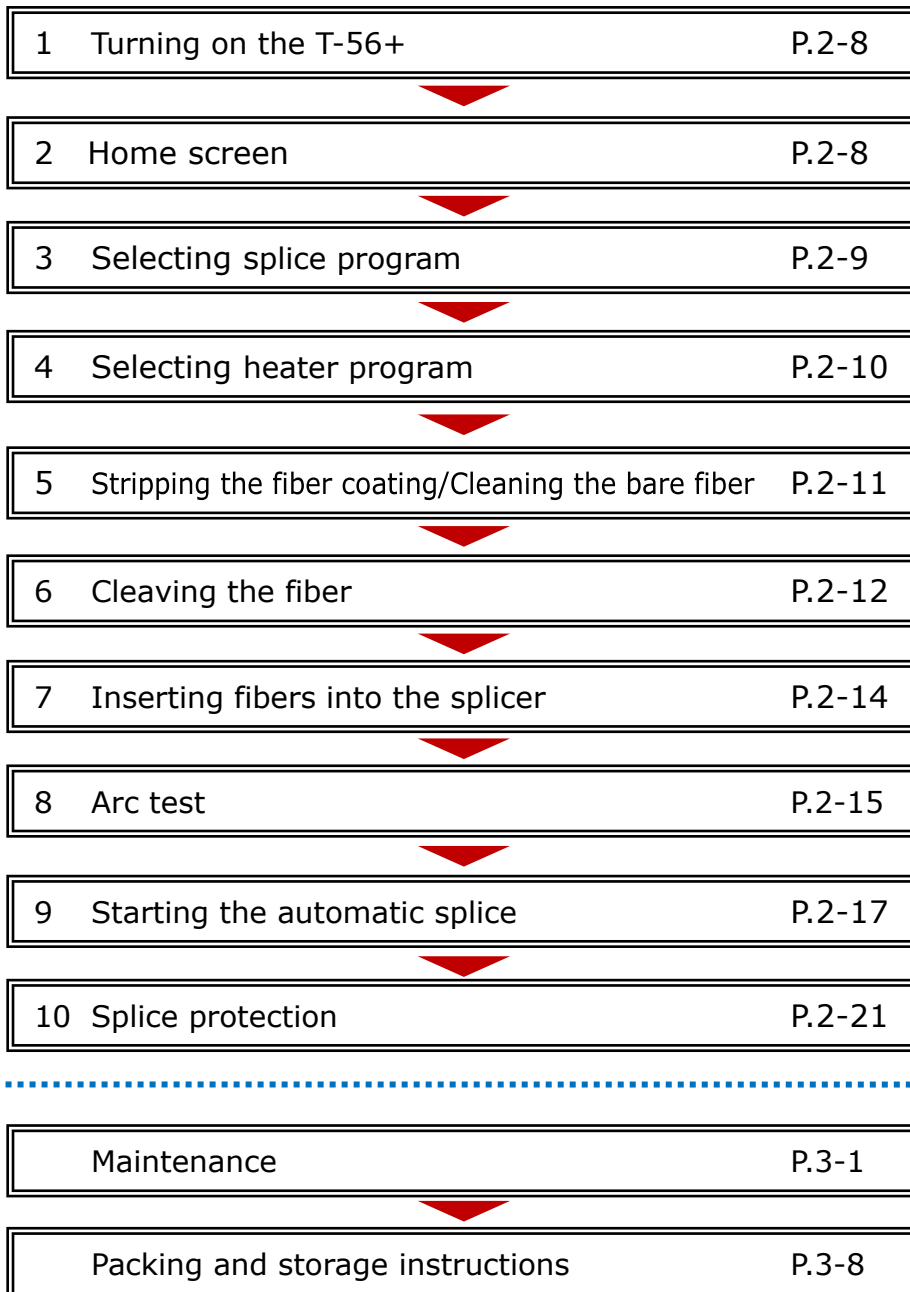 1 Turning on the T-56+ P.2-8
2 Home screen P.2-8
3 Selecting splice program P.2-9
4 Selecting heater program P.2-10
5 Stripping the fiber coating/Cleaning the bare fiber P.2-11
6 Cleaving the fiber P.2-12
7 Inserting fibers into the splicer P.2-14
8 Arc test P.2-15
9 Starting the automatic splice P.2-17
10 Splice protection P.2-21
Maintenance P.3-1
Packing and storage instructions P.3-8